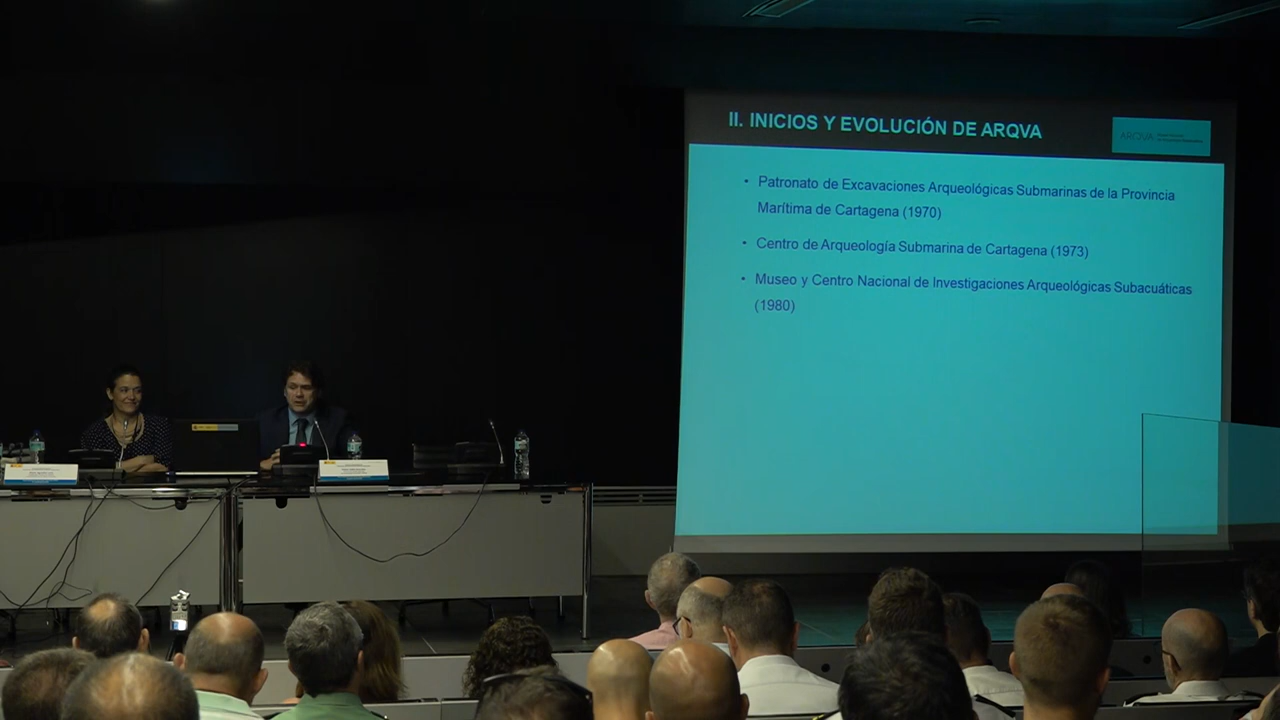 II. INICIOS Y EVOLUCIÓN DE ARQVA
ARQVA
• Patronato de Excavaciones Arqueológicas Submarinas de la Provincia
Marítima de Cartagena (1970)
• Centro de Arqueología Submarina de Cartagena (1973)
• Museo y Centro Nacional de Investigaciones Arqueológicas Subacuáticas
(1980)